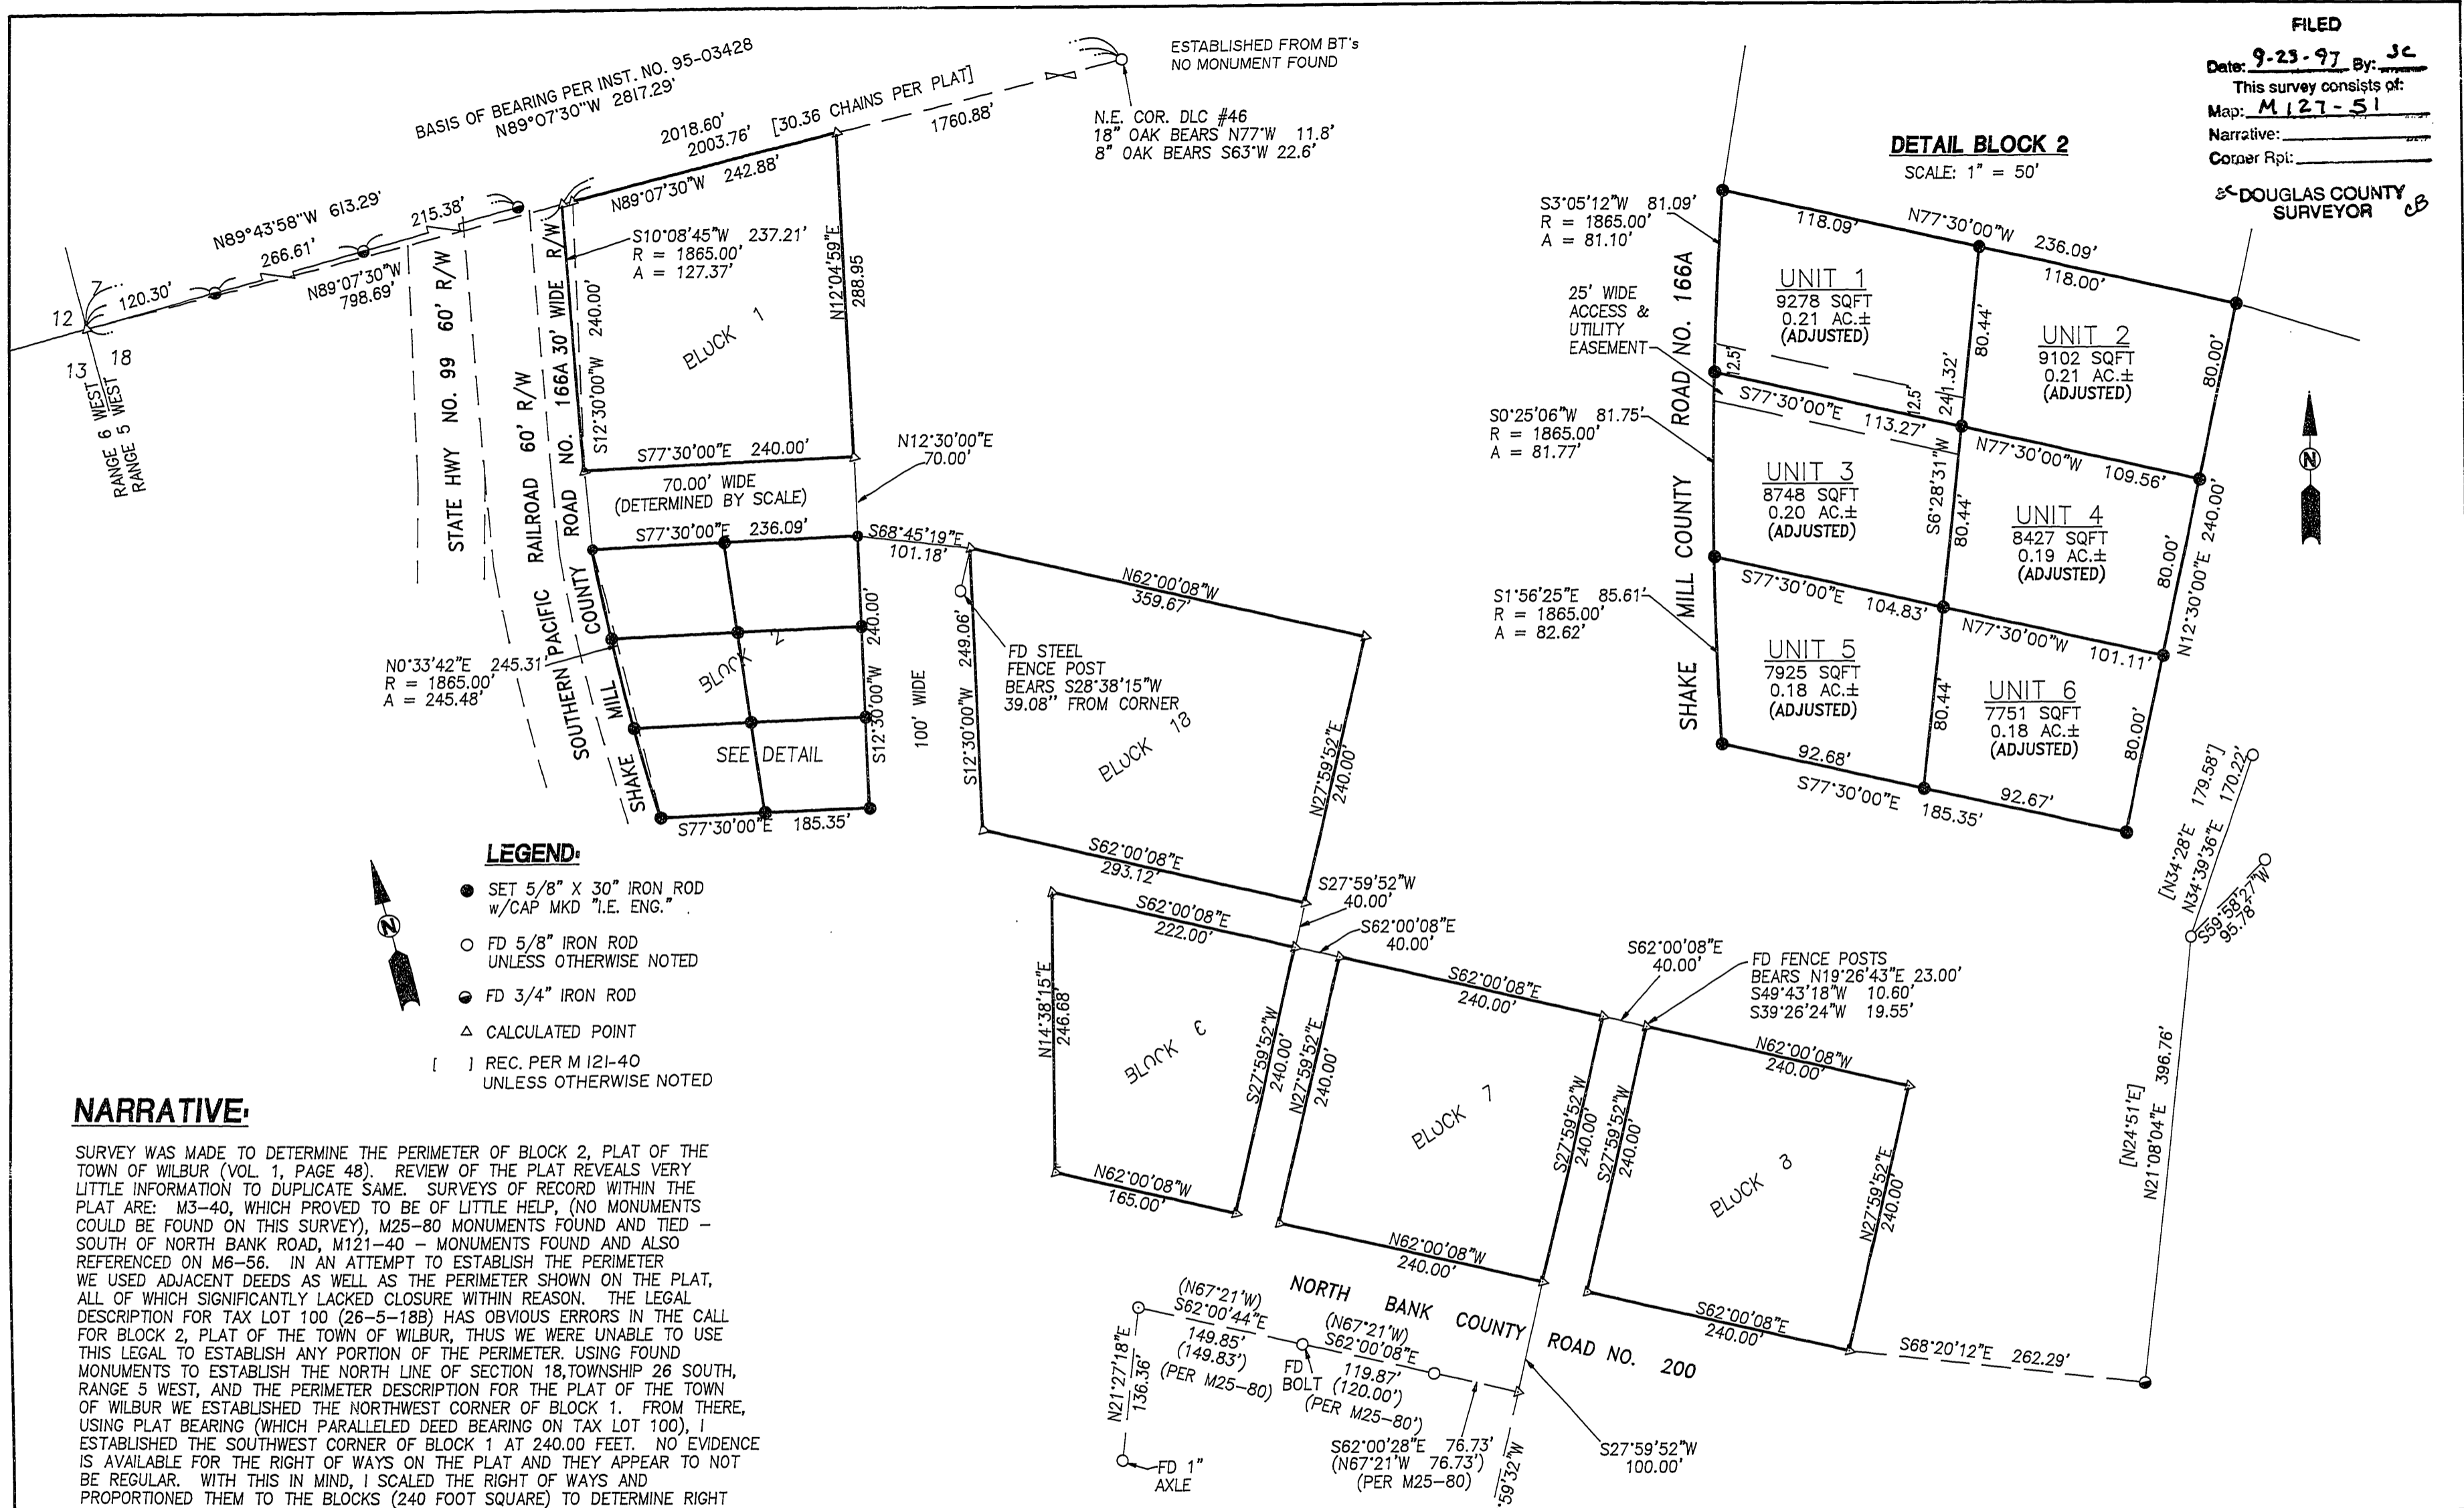 FILED
Date: 9-23-97 By: JC
This survey consists of:
Map: M127-51
Narrative:
Corner Rpt:
DOUGLAS COUNTY
SURVEYOR CB
BASIS OF BEARING PER INST. NO. 95-03428
N89°07'30"W 2817.29'
2018.60'
2003.76' [30.36 CHAINS PER PLAT]
N89°07'30"W 242.88'
1760.88'
ESTABLISHED FROM BT's
NO MONUMENT FOUND
N.E. COR. DLC #46
18" OAK BEARS N77°W 11.8'
8" OAK BEARS S63°W 22.6'
N89°43'58"W 613.29'
215.38'
266.61'
120.30'
N89°07'30"W
798.69'
12 7
13 18
RANGE 6 WEST
RANGE 5 WEST
STATE HWY NO. 99 60' R/W
SOUTHERN PACIFIC RAILROAD 60' R/W
SHAKE MILL COUNTY ROAD NO. 166A 30' WIDE R/W
S10°08'45"W 237.21'
R = 1865.00'
A = 127.37'
S12°30'00"W 240.00'
N12°04'59"E
288.95
BLOCK 1
S77°30'00"E 240.00'
N12°30'00"E
70.00'
70.00' WIDE
(DETERMINED BY SCALE)
S77°30'00"E 236.09'
S68°45'19"E
101.18'
N0°33'42"E 245.31'
R = 1865.00'
A = 245.48'
BLOCK 2
SEE DETAIL
240.00'
S12°30'00"W
S77°30'00"E 185.35'
100' WIDE
S12°30'00"W 249.06'
FD STEEL
FENCE POST
BEARS S28°38'15"W
39.08" FROM CORNER
N62°00'08"W
359.67'
BLOCK 18
N27°59'52"E
240.00'
S62°00'08"E
293.12'
S27°59'52"W
40.00'
S62°00'08"E
222.00'
S62°00'08"E
40.00'
N14°38'15"E
246.68'
BLOCK 6
S27°59'52"W
240.00'
N62°00'08"W
165.00'
N27°59'52"E
240.00'
S62°00'08"E
240.00'
BLOCK 7
S27°59'52"W
240.00'
N62°00'08"W
240.00'
S62°00'08"E
40.00'
FD FENCE POSTS
BEARS N19°26'43"E 23.00'
S49°43'18"W 10.60'
S39°26'24"W 19.55'
S27°59'52"W
240.00'
N62°00'08"W
240.00'
BLOCK 8
N27°59'52"E
240.00'
S62°00'08"E
240.00'
S68°20'12"E 262.29'
[N24°51'E]
N21°08'04"E 396.76'
[N34°28'E 179.58']
N34°39'36"E 170.22'
S59°58'27"W
95.78'
NORTH BANK COUNTY ROAD NO. 200
(N67°21'W)
S62°00'44"E
149.85'
(149.83')
(PER M25-80)
(N67°21'W)
S62°00'08"E
119.87'
(120.00')
(PER M25-80')
FD
BOLT
N21°27'18"E
136.36'
FD 1"
AXLE
S62°00'28"E 76.73'
(N67°21'W 76.73')
(PER M25-80)
59'32"W
S27°59'52"W
100.00'
DETAIL BLOCK 2
SCALE: 1" = 50'
S3°05'12"W 81.09'
R = 1865.00'
A = 81.10'
25' WIDE
ACCESS &
UTILITY
EASEMENT
S0°25'06"W 81.75'
R = 1865.00'
A = 81.77'
S1°56'25"E 85.61'
R = 1865.00'
A = 82.62'
SHAKE MILL COUNTY ROAD NO. 166A
118.09'
N77°30'00"W 236.09'
118.00'
UNIT 1
9278 SQFT
0.21 AC.±
(ADJUSTED)
80.44'
UNIT 2
9102 SQFT
0.21 AC.±
(ADJUSTED)
80.00'
12.5'
12.5'
241.32'
S77°30'00"E
113.27'
N77°30'00"W
109.56'
UNIT 3
8748 SQFT
0.20 AC.±
(ADJUSTED)
S6°28'31"W
80.44'
UNIT 4
8427 SQFT
0.19 AC.±
(ADJUSTED)
80.00'
N12°30'00"E 240.00'
S77°30'00"E
104.83'
N77°30'00"W
101.11'
UNIT 5
7925 SQFT
0.18 AC.±
(ADJUSTED)
80.44'
UNIT 6
7751 SQFT
0.18 AC.±
(ADJUSTED)
80.00'
92.68'
S77°30'00"E 185.35'
92.67'
N
N
LEGEND:
SET 5/8" X 30" IRON ROD
w/CAP MKD "I.E. ENG."
FD 5/8" IRON ROD
UNLESS OTHERWISE NOTED
FD 3/4" IRON ROD
CALCULATED POINT
[ ] REC. PER M 121-40
UNLESS OTHERWISE NOTED
NARRATIVE:
SURVEY WAS MADE TO DETERMINE THE PERIMETER OF BLOCK 2, PLAT OF THE
TOWN OF WILBUR (VOL. 1, PAGE 48). REVIEW OF THE PLAT REVEALS VERY
LITTLE INFORMATION TO DUPLICATE SAME. SURVEYS OF RECORD WITHIN THE
PLAT ARE: M3-40, WHICH PROVED TO BE OF LITTLE HELP, (NO MONUMENTS
COULD BE FOUND ON THIS SURVEY), M25-80 MONUMENTS FOUND AND TIED -
SOUTH OF NORTH BANK ROAD, M121-40 - MONUMENTS FOUND AND ALSO
REFERENCED ON M6-56. IN AN ATTEMPT TO ESTABLISH THE PERIMETER
WE USED ADJACENT DEEDS AS WELL AS THE PERIMETER SHOWN ON THE PLAT,
ALL OF WHICH SIGNIFICANTLY LACKED CLOSURE WITHIN REASON. THE LEGAL
DESCRIPTION FOR TAX LOT 100 (26-5-18B) HAS OBVIOUS ERRORS IN THE CALL
FOR BLOCK 2, PLAT OF THE TOWN OF WILBUR, THUS WE WERE UNABLE TO USE
THIS LEGAL TO ESTABLISH ANY PORTION OF THE PERIMETER. USING FOUND
MONUMENTS TO ESTABLISH THE NORTH LINE OF SECTION 18,TOWNSHIP 26 SOUTH,
RANGE 5 WEST, AND THE PERIMETER DESCRIPTION FOR THE PLAT OF THE TOWN
OF WILBUR WE ESTABLISHED THE NORTHWEST CORNER OF BLOCK 1. FROM THERE,
USING PLAT BEARING (WHICH PARALLELED DEED BEARING ON TAX LOT 100), I
ESTABLISHED THE SOUTHWEST CORNER OF BLOCK 1 AT 240.00 FEET. NO EVIDENCE
IS AVAILABLE FOR THE RIGHT OF WAYS ON THE PLAT AND THEY APPEAR TO NOT
BE REGULAR. WITH THIS IN MIND, I SCALED THE RIGHT OF WAYS AND
PROPORTIONED THEM TO THE BLOCKS (240 FOOT SQUARE) TO DETERMINE RIGHT